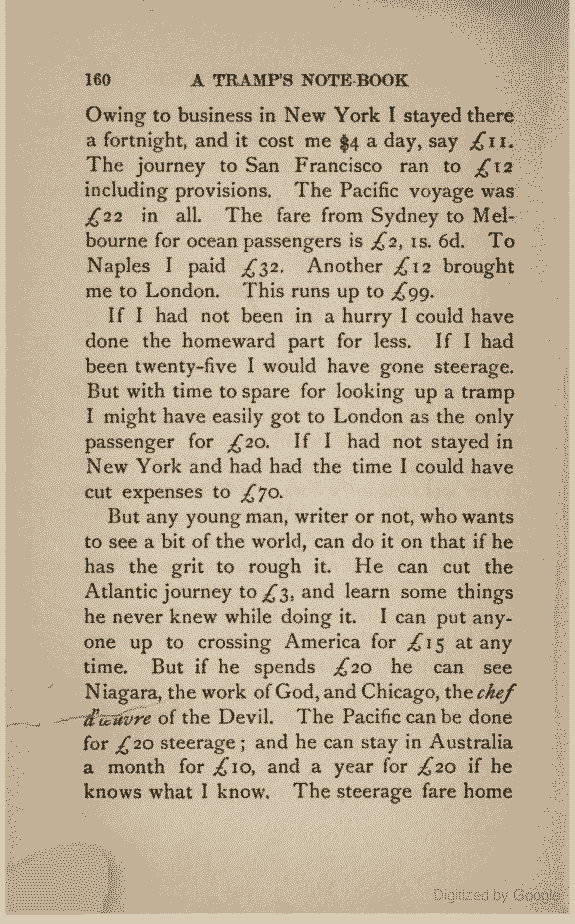 160 A TRAMP'S NOTE-BOOK
Owing to business in New York I stayed there
a fortnight, and it cost me $4 a day, say £11.
The journey to San Francisco ran to £12
including provisions. The Pacific voyage was
£22 in all. The fare from Sydney to Mel-
bourne for ocean passengers is £2, 1s. 6d. To
Naples I paid £32. Another £12 brought
me to London. This runs up to £99.
If I had not been in a hurry I could have
done the homeward part for less. If I had
been twenty-five I would have gone steerage.
But with time to spare for looking up a tramp
I might have easily got to London as the only
passenger for £20. If I had not stayed in
New York and had had the time I could have
cut expenses to £70.
But any young man, writer or not, who wants
to see a bit of the world, can do it on that if he
has the grit to rough it. He can cut the
Atlantic journey to £3, and learn some things
he never knew while doing it. I can put any-
one up to crossing America for £15 at any
time. But if he spends £20 he can see
Niagara, the work of God, and Chicago, the chef
d'œuvre of the Devil. The Pacific can be done
for £20 steerage; and he can stay in Australia
a month for £10, and a year for £20 if he
knows what I know. The steerage fare home
Digitized by Google